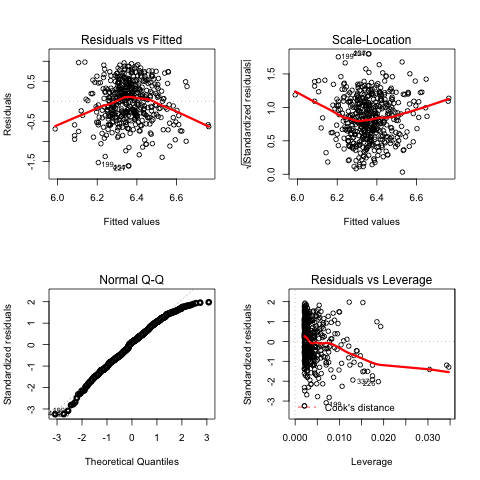 Residuals vs Fitted
Residuals
0.5
-0.5
-1.5
199
6.0 6.2 6.4 6.6
Fitted values
Scale-Location
√|Standardized residuals|
0.0 0.5 1.0 1.5
199
6.0 6.2 6.4 6.6
Fitted values
Normal Q-Q
Standardized residuals
2
1
0
-1
-2
-3
-3 -2 -1 0 1 2 3
Theoretical Quantiles
Residuals vs Leverage
Standardized residuals
2
1
0
-1
-2
-3
199
Cook's distance
0.000 0.010 0.020 0.030
Leverage